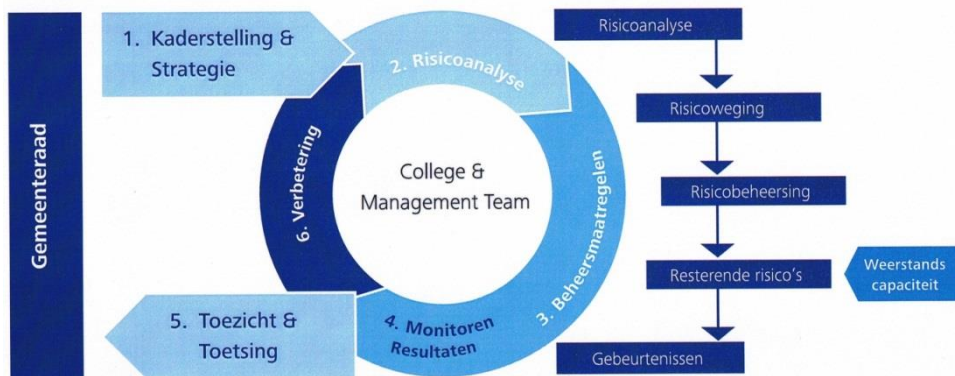 Gemeenteraad
1. Kaderstelling &
Strategie
2. Risicoanalyse
3. Beheersmaatregelen
4. Monitoren
Resultaten
5. Toezicht &
Toetsing
6. Verbetering
College &
Management Team
Risicoanalyse
Risicoweging
Risicobeheersing
Resterende risico's
Weerstands
capaciteit
Gebeurtenissen